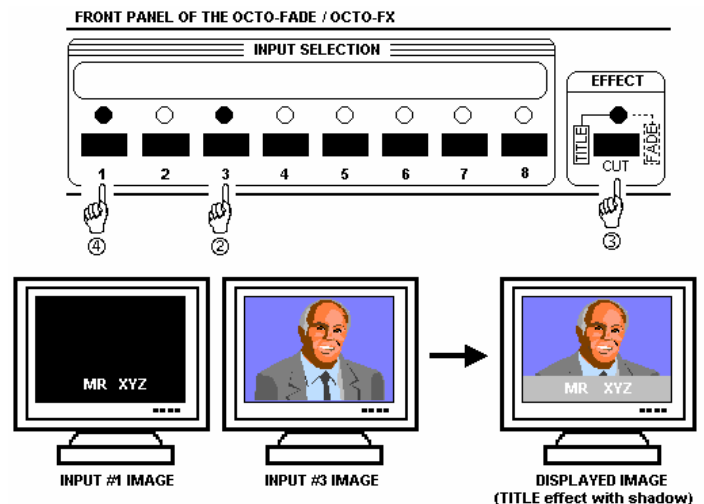 FRONT PANEL OF THE OCTO-FADE / OCTO-FX
INPUT SELECTION
EFFECT
TITLE
FADE
CUT
1 2 3 4 5 6 7 8
④ ② ③
MR XYZ
MR XYZ
INPUT #1 IMAGE
INPUT #3 IMAGE
DISPLAYED IMAGE
(TITLE effect with shadow)